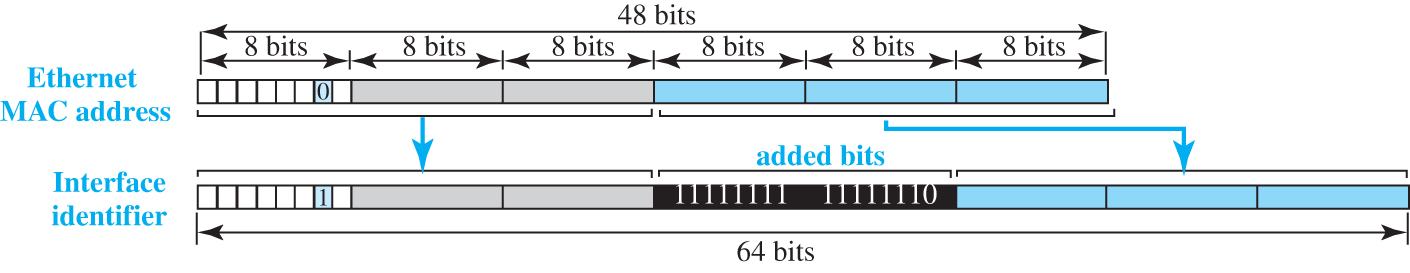 48 bits
8 bits 8 bits 8 bits 8 bits 8 bits 8 bits
Ethernet
MAC address
0
added bits
Interface
identifier
1 11111111 11111110
64 bits